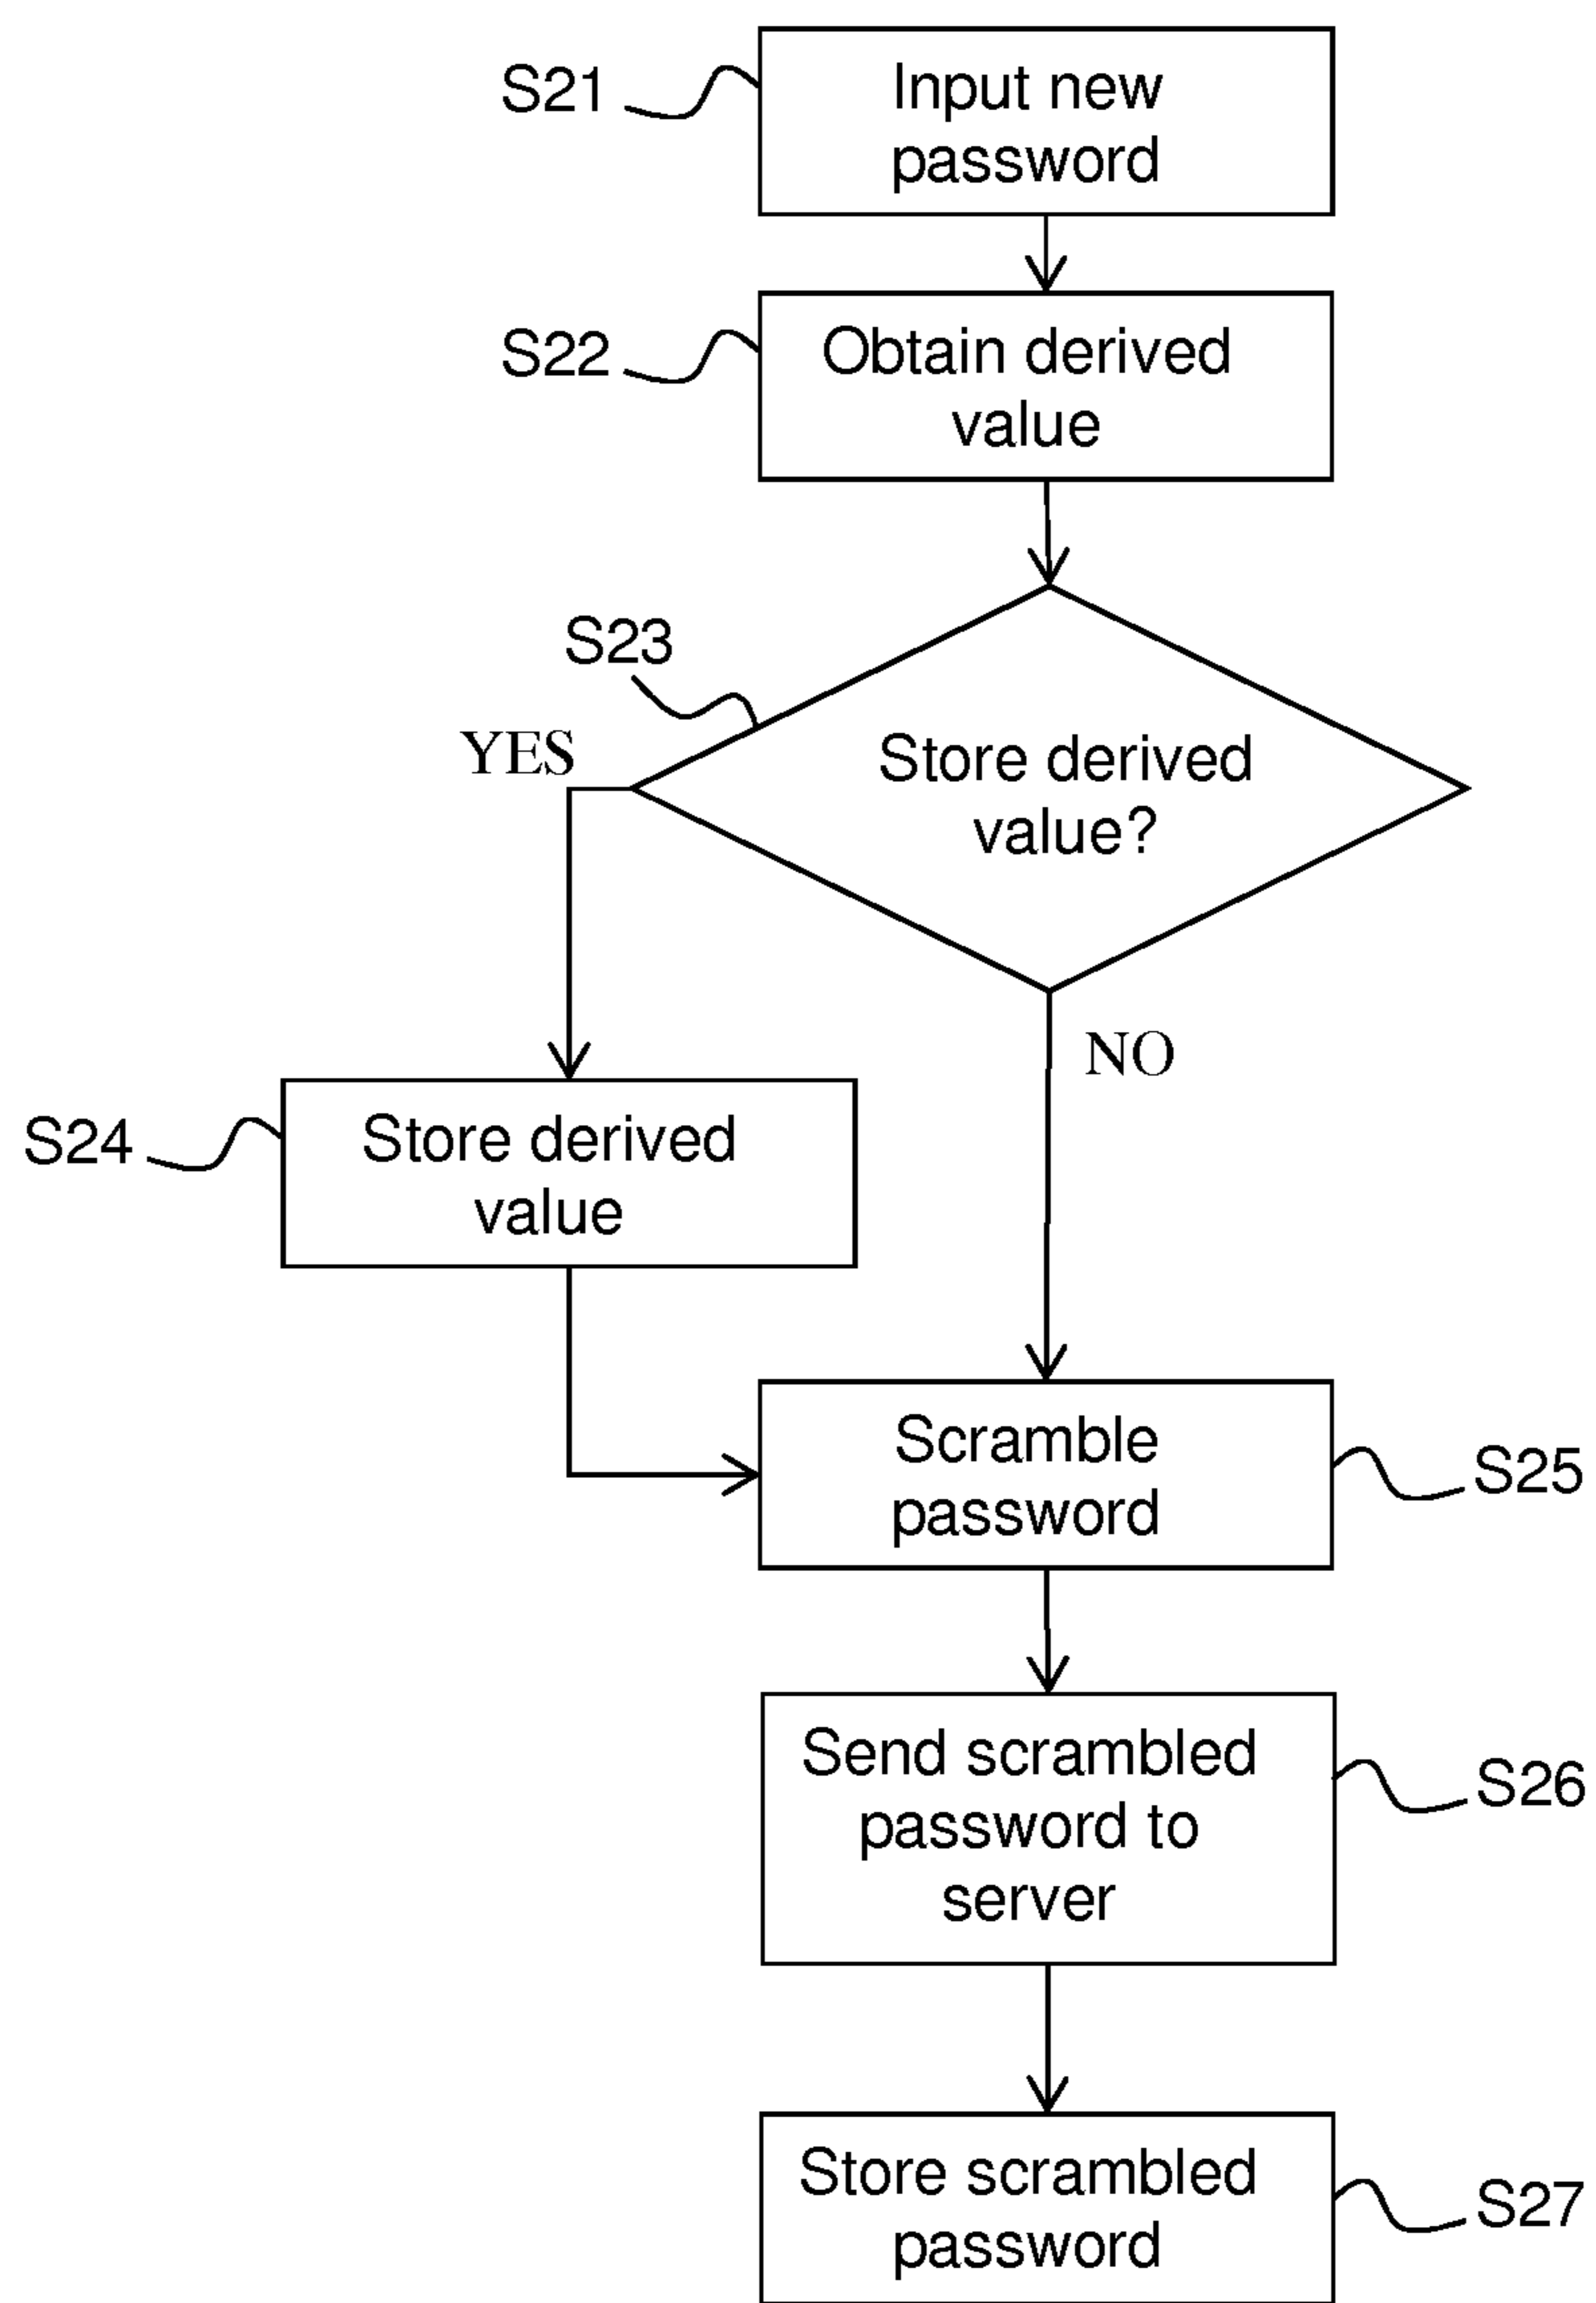 S21
Input new
password
S22
Obtain derived
value
S23
YES
Store derived
value?
NO
S24
Store derived
value
Scramble
password
S25
Send scrambled
password to
server
S26
Store scrambled
password
S27